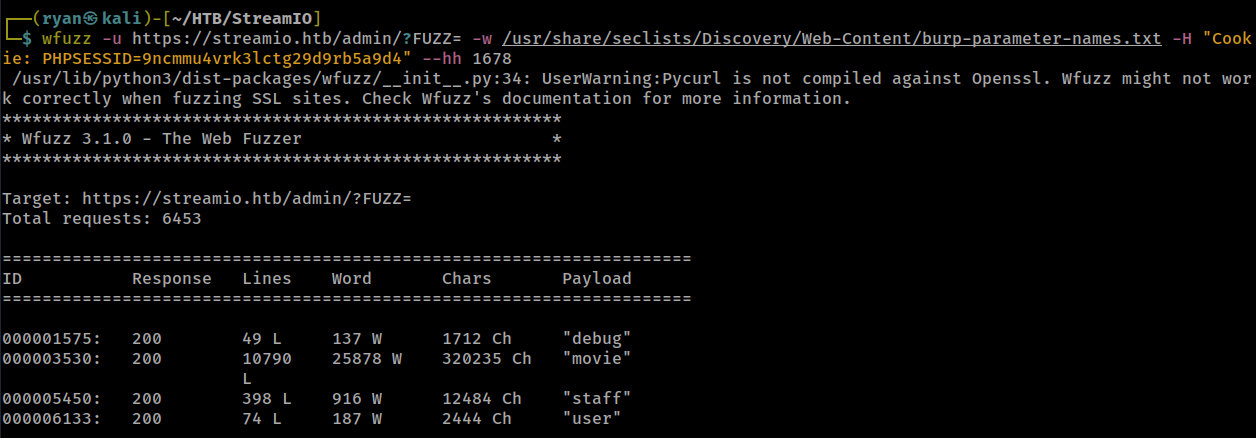 ┌──(ryan㉿kali)-[~/HTB/StreamIO]
└─$ wfuzz -u https://streamio.htb/admin/?FUZZ= -w /usr/share/seclists/Discovery/Web-Content/burp-parameter-names.txt -H "Cook
ie: PHPSESSID=9ncmmu4vrk3lctg29d9rb5a9d4" --hh 1678
 /usr/lib/python3/dist-packages/wfuzz/__init__.py:34: UserWarning:Pycurl is not compiled against Openssl. Wfuzz might not wor
k correctly when fuzzing SSL sites. Check Wfuzz's documentation for more information.
********************************************************
* Wfuzz 3.1.0 - The Web Fuzzer                         *
********************************************************
Target: https://streamio.htb/admin/?FUZZ=
Total requests: 6453
=====================================================================
ID           Response   Lines    Word       Chars       Payload
=====================================================================
000001575:   200        49 L     137 W      1712 Ch     "debug"
000003530:   200        10790    25878 W    320235 Ch   "movie"
                        L
000005450:   200        398 L    916 W      12484 Ch    "staff"
000006133:   200        74 L     187 W      2444 Ch     "user"